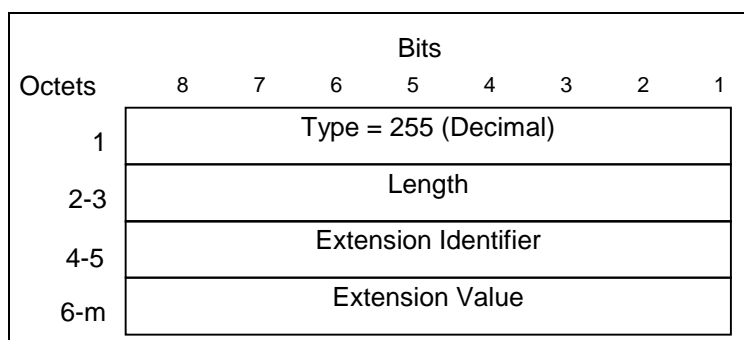 Bits
Octets 8 7 6 5 4 3 2 1
1 Type = 255 (Decimal)
2-3 Length
4-5 Extension Identifier
6-m Extension Value